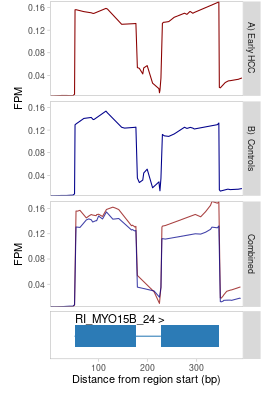 0.16
0.12
0.08
0.04
A) Early HCC
FPM
0.16
0.12
0.08
0.04
B) Controls
0.16
0.12
0.08
0.04
Combined
FPM
RI_MYO15B_24 >
100
200
300
Distance from region start (bp)